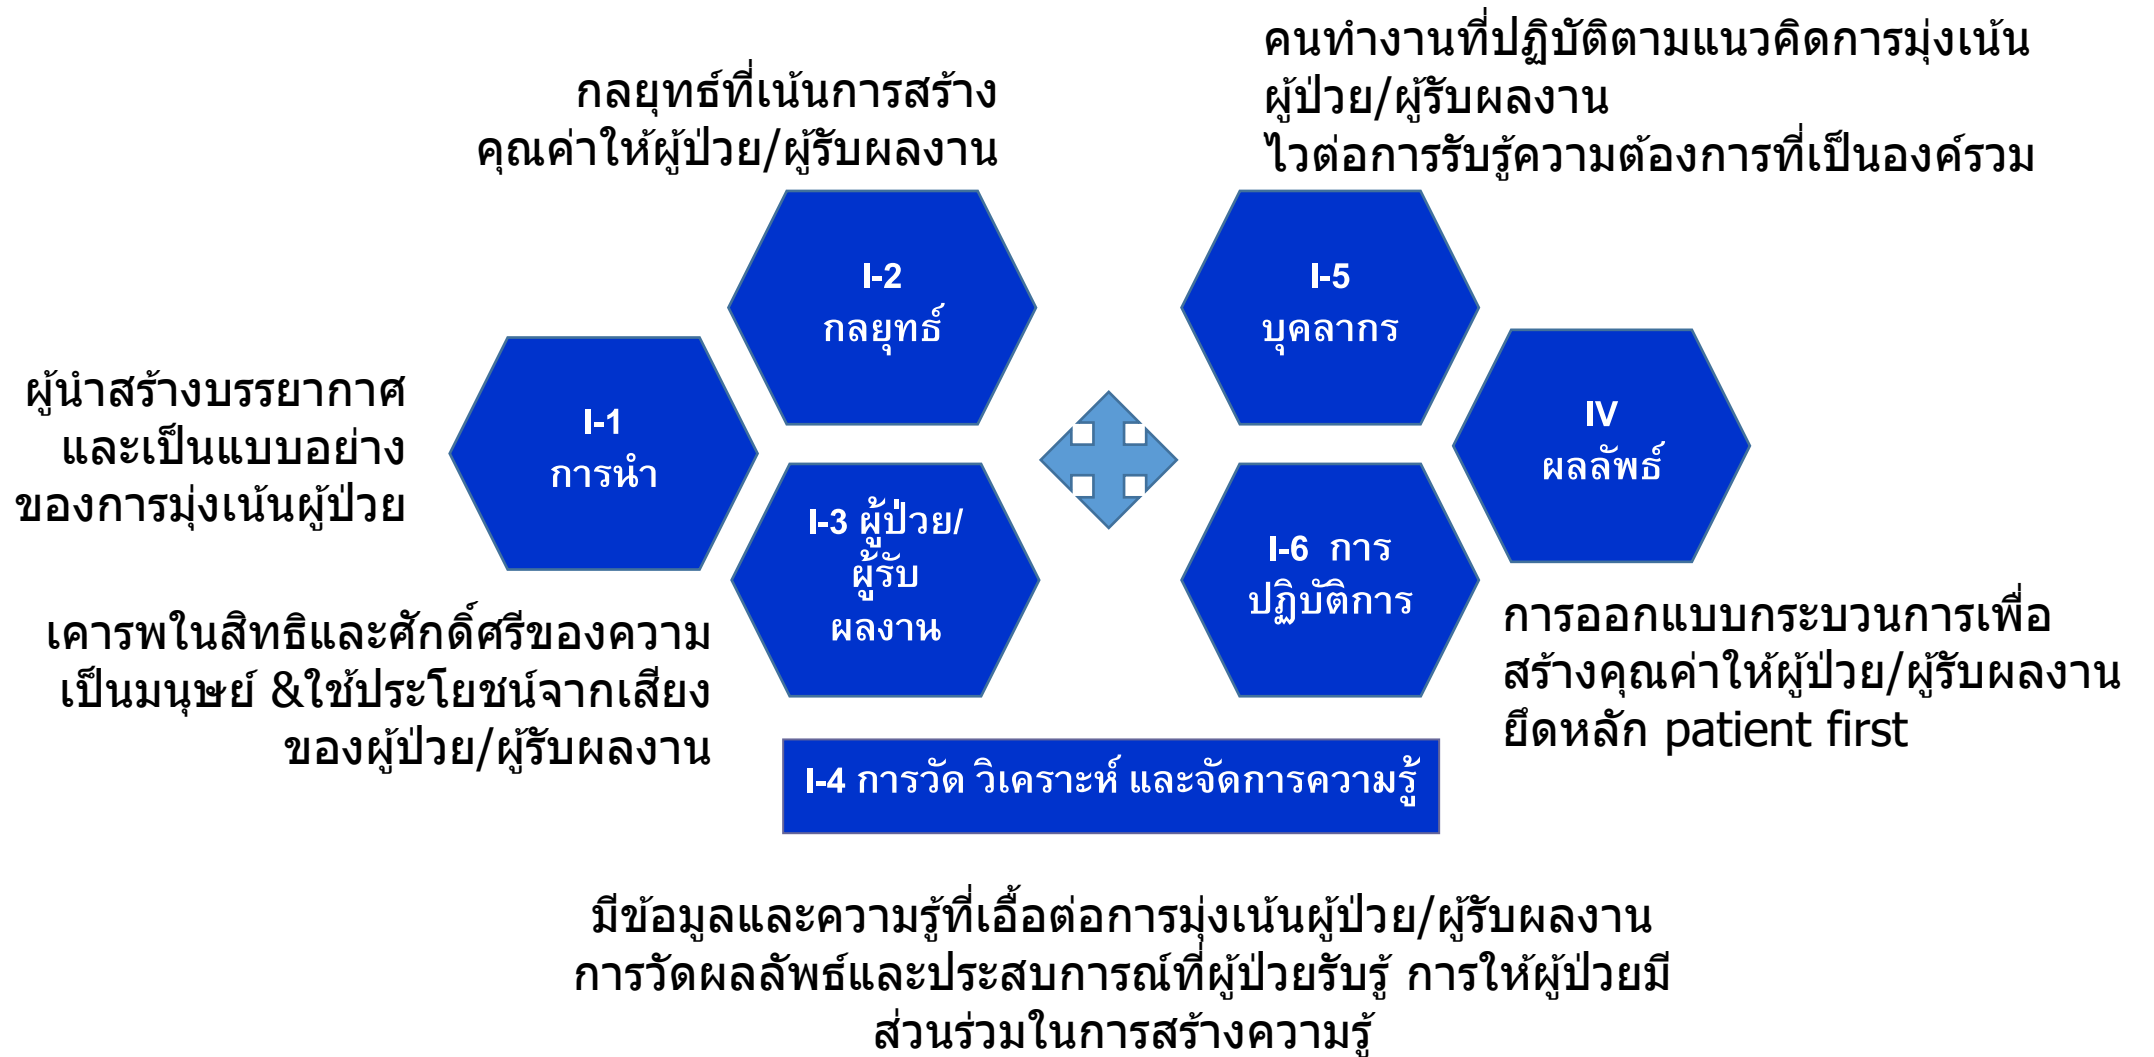 คนทำงานที่ปฏิบัติตามแนวคิดการมุ่งเน้น
ผู้ป่วย/ผู้รับผลงาน
ไวต่อการรับรู้ความต้องการที่เป็นองค์รวม
กลยุทธ์ที่เน้นการสร้าง
คุณค่าให้ผู้ป่วย/ผู้รับผลงาน
I-2
กลยุทธ์
I-5
บุคลากร
ผู้นำสร้างบรรยากาศ
และเป็นแบบอย่าง
ของการมุ่งเน้นผู้ป่วย
I-1
การนำ
IV
ผลลัพธ์
I-3 ผู้ป่วย/
ผู้รับ
ผลงาน
I-6 การ
ปฏิบัติการ
เคารพในสิทธิและศักดิ์ศรีของความ
เป็นมนุษย์ &ใช้ประโยชน์จากเสียง
ของผู้ป่วย/ผู้รับผลงาน
การออกแบบกระบวนการเพื่อ
สร้างคุณค่าให้ผู้ป่วย/ผู้รับผลงาน
ยึดหลัก patient first
I-4 การวัด วิเคราะห์ และจัดการความรู้
มีข้อมูลและความรู้ที่เอื้อต่อการมุ่งเน้นผู้ป่วย/ผู้รับผลงาน
การวัดผลลัพธ์และประสบการณ์ที่ผู้ป่วยรับรู้ การให้ผู้ป่วยมี
ส่วนร่วมในการสร้างความรู้